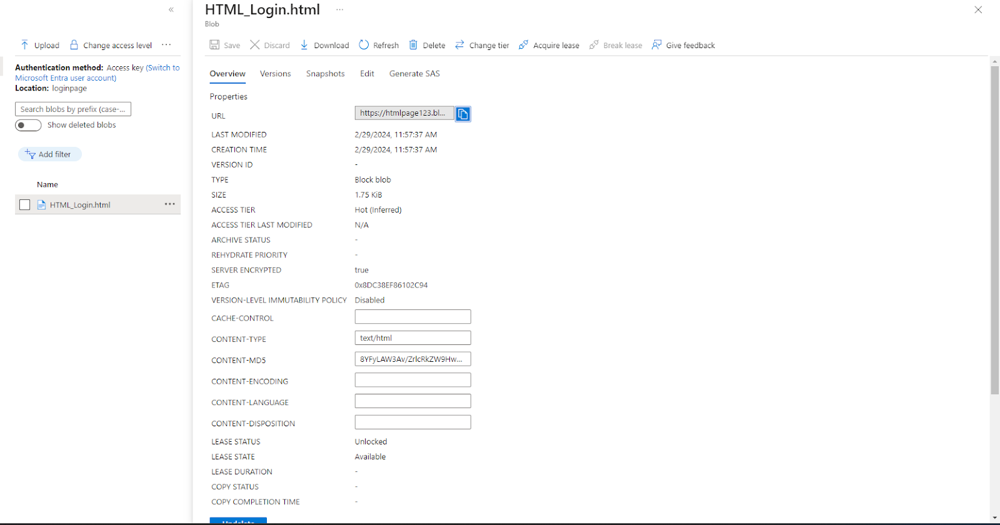 «
Upload
Change access level
...
Authentication method: Access key (Switch to
Microsoft Entra user account)
Location: loginpage
Search blobs by prefix (case-...
Show deleted blobs
Add filter
Name
HTML_Login.html
...
HTML_Login.html
...
Blob
Save
Discard
Download
Refresh
Delete
Change tier
Acquire lease
Break lease
Give feedback
Overview
Versions
Snapshots
Edit
Generate SAS
Properties
URL https://htmlpage123.bl...
LAST MODIFIED 2/29/2024, 11:57:37 AM
CREATION TIME 2/29/2024, 11:57:37 AM
VERSION ID -
TYPE Block blob
SIZE 1.75 KiB
ACCESS TIER Hot (Inferred)
ACCESS TIER LAST MODIFIED N/A
ARCHIVE STATUS -
REHYDRATE PRIORITY -
SERVER ENCRYPTED true
ETAG 0x8DC38EF86102C94
VERSION-LEVEL IMMUTABILITY POLICY Disabled
CACHE-CONTROL
CONTENT-TYPE text/html
CONTENT-MD5 8YFyLAW3Av/ZrlcRkZW9Hw...
CONTENT-ENCODING
CONTENT-LANGUAGE
CONTENT-DISPOSITION
LEASE STATUS Unlocked
LEASE STATE Available
LEASE DURATION -
COPY STATUS -
COPY COMPLETION TIME -